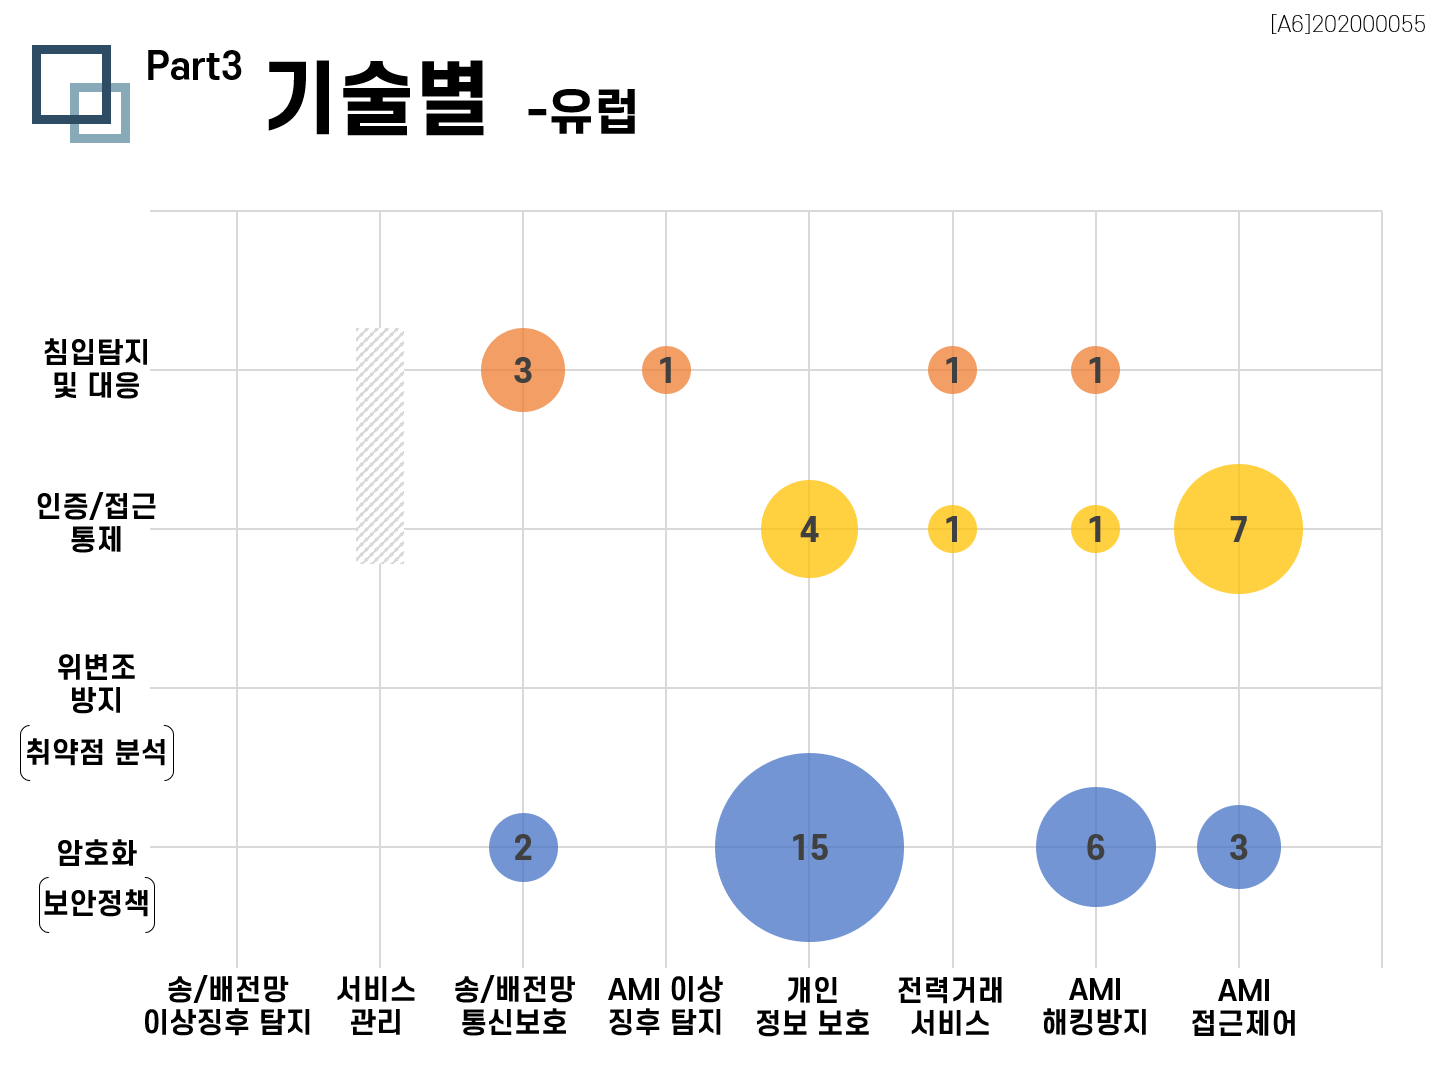 [A6]202000055
Part3
기술별 -유럽
침입탐지
및 대응
3
1
1
1
인증/접근
통제
4
1
1
7
위변조
방지
취약점 분석
암호화
보안정책
2
15
6
3
송/배전망
이상징후 탐지
서비스
관리
송/배전망
통신보호
AMI 이상
징후 탐지
개인
정보 보호
전력거래
서비스
AMI
해킹방지
AMI
접근제어